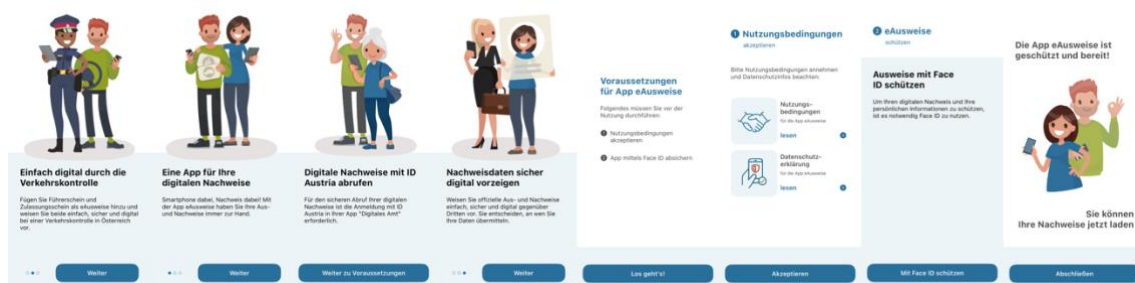 Einfach digital durch die
Verkehrskontrolle
Fügen Sie Führerschein und
Zulassungsschein als eAusweise hinzu und
weisen Sie beide einfach, sicher und digital
bei einer Verkehrskontrolle in Österreich
vor.
Weiter
Eine App für Ihre
digitalen Nachweise
Smartphone dabei, Nachweis dabei! Mit
der App eAusweise haben Sie Ihre Aus-
und Nachweise immer zur Hand.
Weiter
Digitale Nachweise mit ID
Austria abrufen
Für den sicheren Abruf Ihrer digitalen
Nachweise ist die Anmeldung mit ID
Austria in Ihrer App "Digitales Amt"
erforderlich.
Weiter zu Voraussetzungen
Nachweisdaten sicher
digital vorzeigen
Weisen Sie offizielle Aus- und Nachweise
einfach, sicher und digital gegenüber
Dritten vor. Sie entscheiden, an wen Sie
Ihre Daten übermitteln.
Weiter
Voraussetzungen
für App eAusweise
Folgendes müssen Sie vor der
Nutzung durchführen:
1 Nutzungsbedingungen
akzeptieren
2 App mittels Face ID absichern
Los geht's!
1 Nutzungsbedingungen
akzeptieren
Bitte Nutzungsbedingungen annehmen
und Datenschutzinfos beachten:
Nutzungs-
bedingungen
für die App eAusweise
lesen
Datenschutz-
erklärung
für die App eAusweise
lesen
Akzeptieren
2 eAusweise
schützen
Ausweise mit Face
ID schützen
Um Ihren digitalen Nachweis und Ihre
persönlichen Informationen zu schützen,
ist es notwendig Face ID zu nutzen.
Mit Face ID schützen
Die App eAusweise ist
geschützt und bereit!
Sie können
Ihre Nachweise jetzt laden
Abschließen